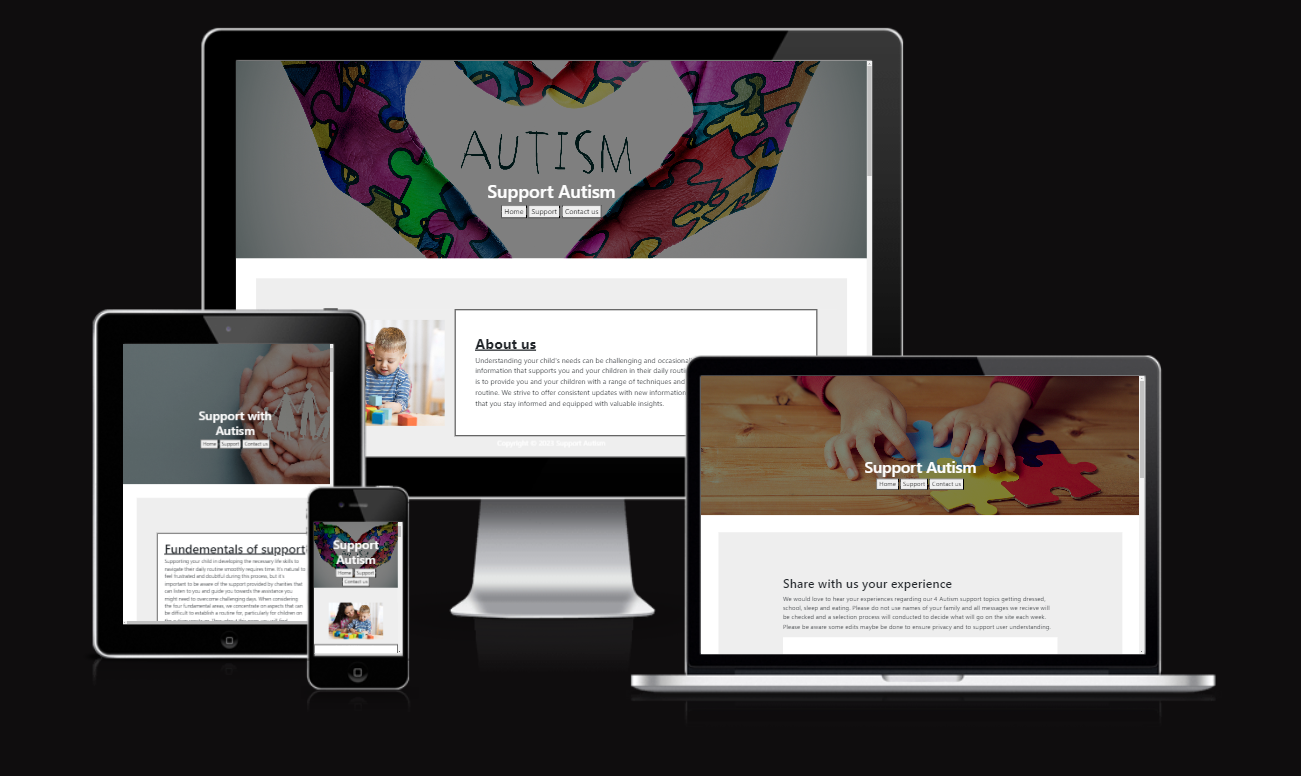 AUTISM
Support Autism
Home Support Contact us
About us
Understanding your child's needs can be challenging and occasional
information that supports you and your children in their daily routin
is to provide you and your children with a range of techniques and
routine. We strive to offer consistent updates with new information
that you stay informed and equipped with valuable insights.
Copyright © 2023 Support Autism
Support with
Autism
Home Support Contact us
Fundementals of support
Supporting your child in developing the necessary life skills to
navigate their daily routine smoothly requires time. It's natural to
feel frustrated and doubtful during this process, but it's
important to be aware of the support provided by charities that
can listen to you and guide you towards the assistance you
might need to overcome challenging days. When considering
the four fundamental areas, we concentrate on aspects that can
be difficult to establish a routine for, particularly for children on
Support
Autism
Home Support
Contact us
Support Autism
Home Support Contact us
Share with us your experience
We would love to hear your experiences regarding our 4 Autism support topics getting dressed,
school, sleep and eating. Please do not use names of your family and all messages we recieve will
be checked and a selection process will conducted to decide what will go on the site each week.
Please be aware some edits maybe be done to ensure privacy and to support user understanding.